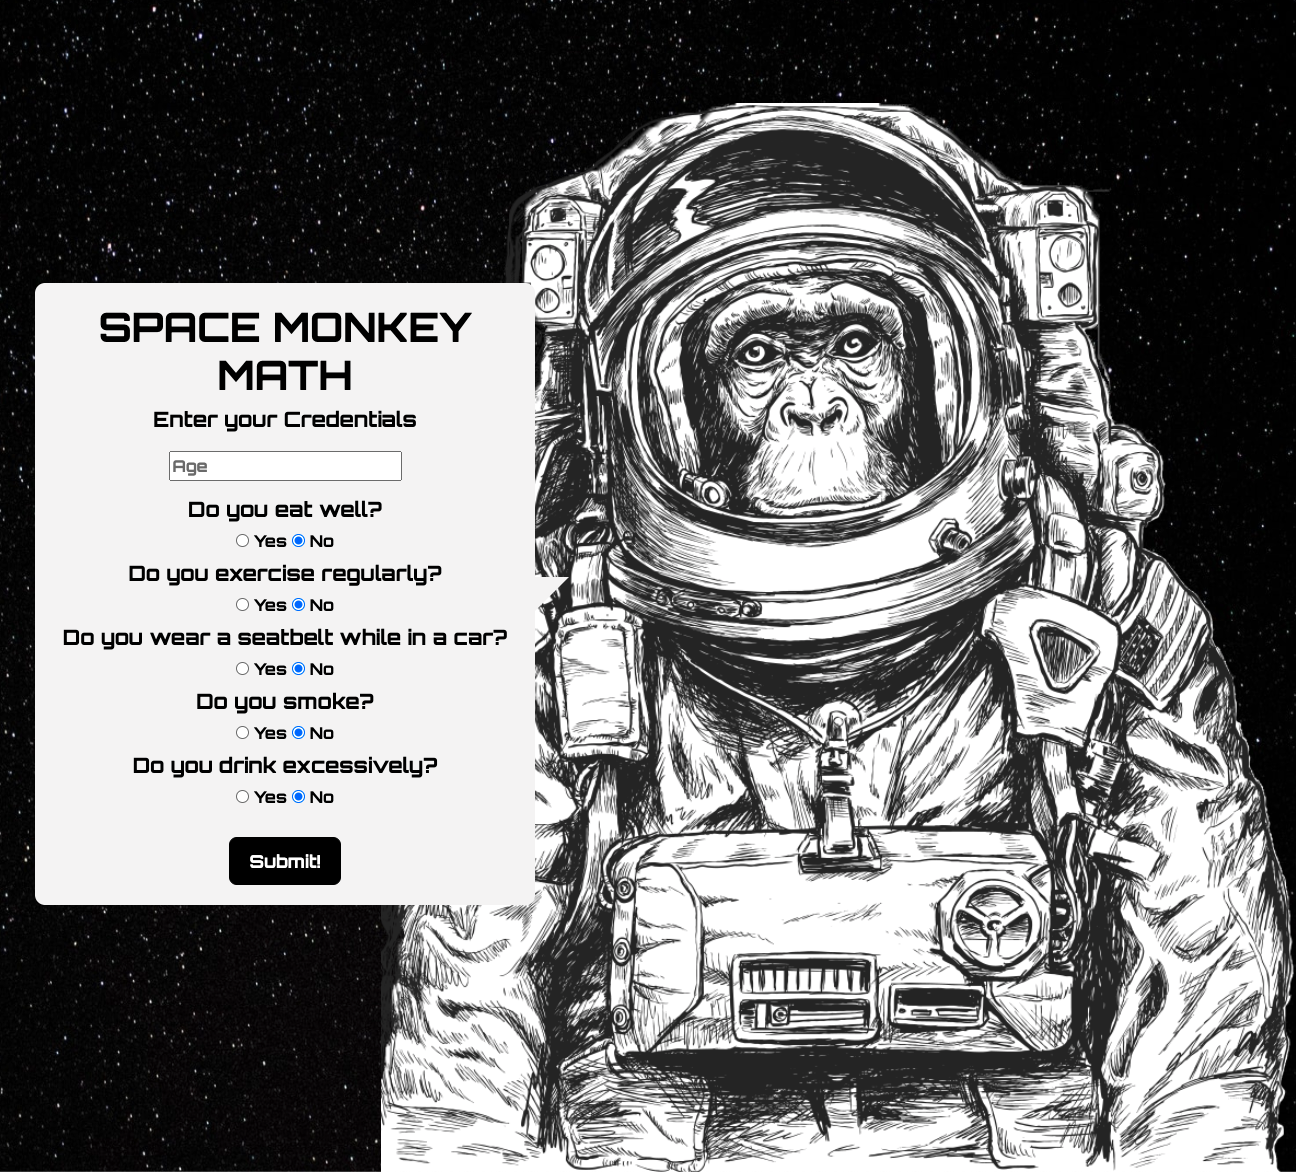 SPACE MONKEY
MATH
Enter your Credentials
Age
Do you eat well?
Yes No
Do you exercise regularly?
Yes No
Do you wear a seatbelt while in a car?
Yes No
Do you smoke?
Yes No
Do you drink excessively?
Yes No
Submit!